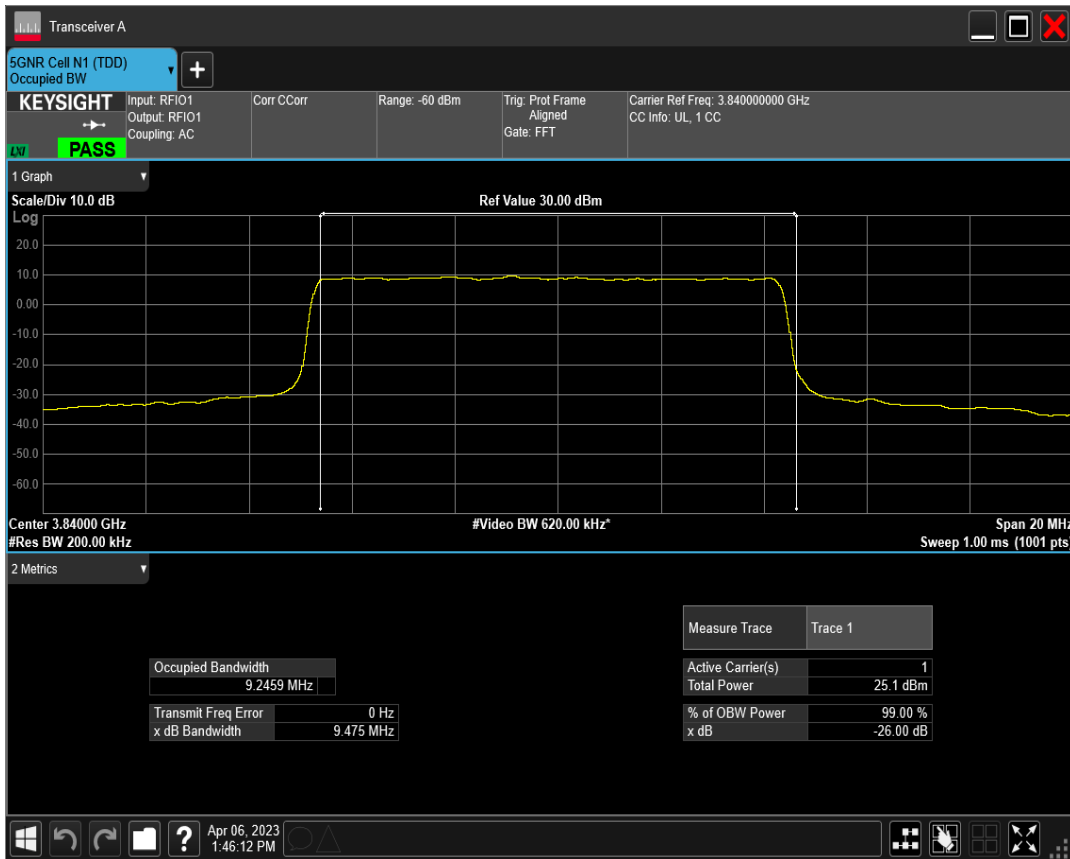 Transceiver A
5GNR Cell N1 (TDD)
Occupied BW
+
KEYSIGHT
LXI
PASS
Input: RFIO1
Output: RFIO1
Coupling: AC
Corr CCorr
Range: -60 dBm
Trig: Prot Frame
Aligned
Gate: FFT
Carrier Ref Freq: 3.840000000 GHz
CC Info: UL, 1 CC
1 Graph
Scale/Div 10.0 dB
Ref Value 30.00 dBm
Log
20.0
10.0
0.00
-10.0
-20.0
-30.0
-40.0
-50.0
-60.0
Center 3.84000 GHz
#Video BW 620.00 kHz*
Span 20 MHz
#Res BW 200.00 kHz
Sweep 1.00 ms (1001 pts)
2 Metrics
Measure Trace Trace 1
Occupied Bandwidth
9.2459 MHz
Active Carrier(s) 1
Total Power 25.1 dBm
Transmit Freq Error 0 Hz
x dB Bandwidth 9.475 MHz
% of OBW Power 99.00 %
x dB -26.00 dB
?
Apr 06, 2023
1:46:12 PM